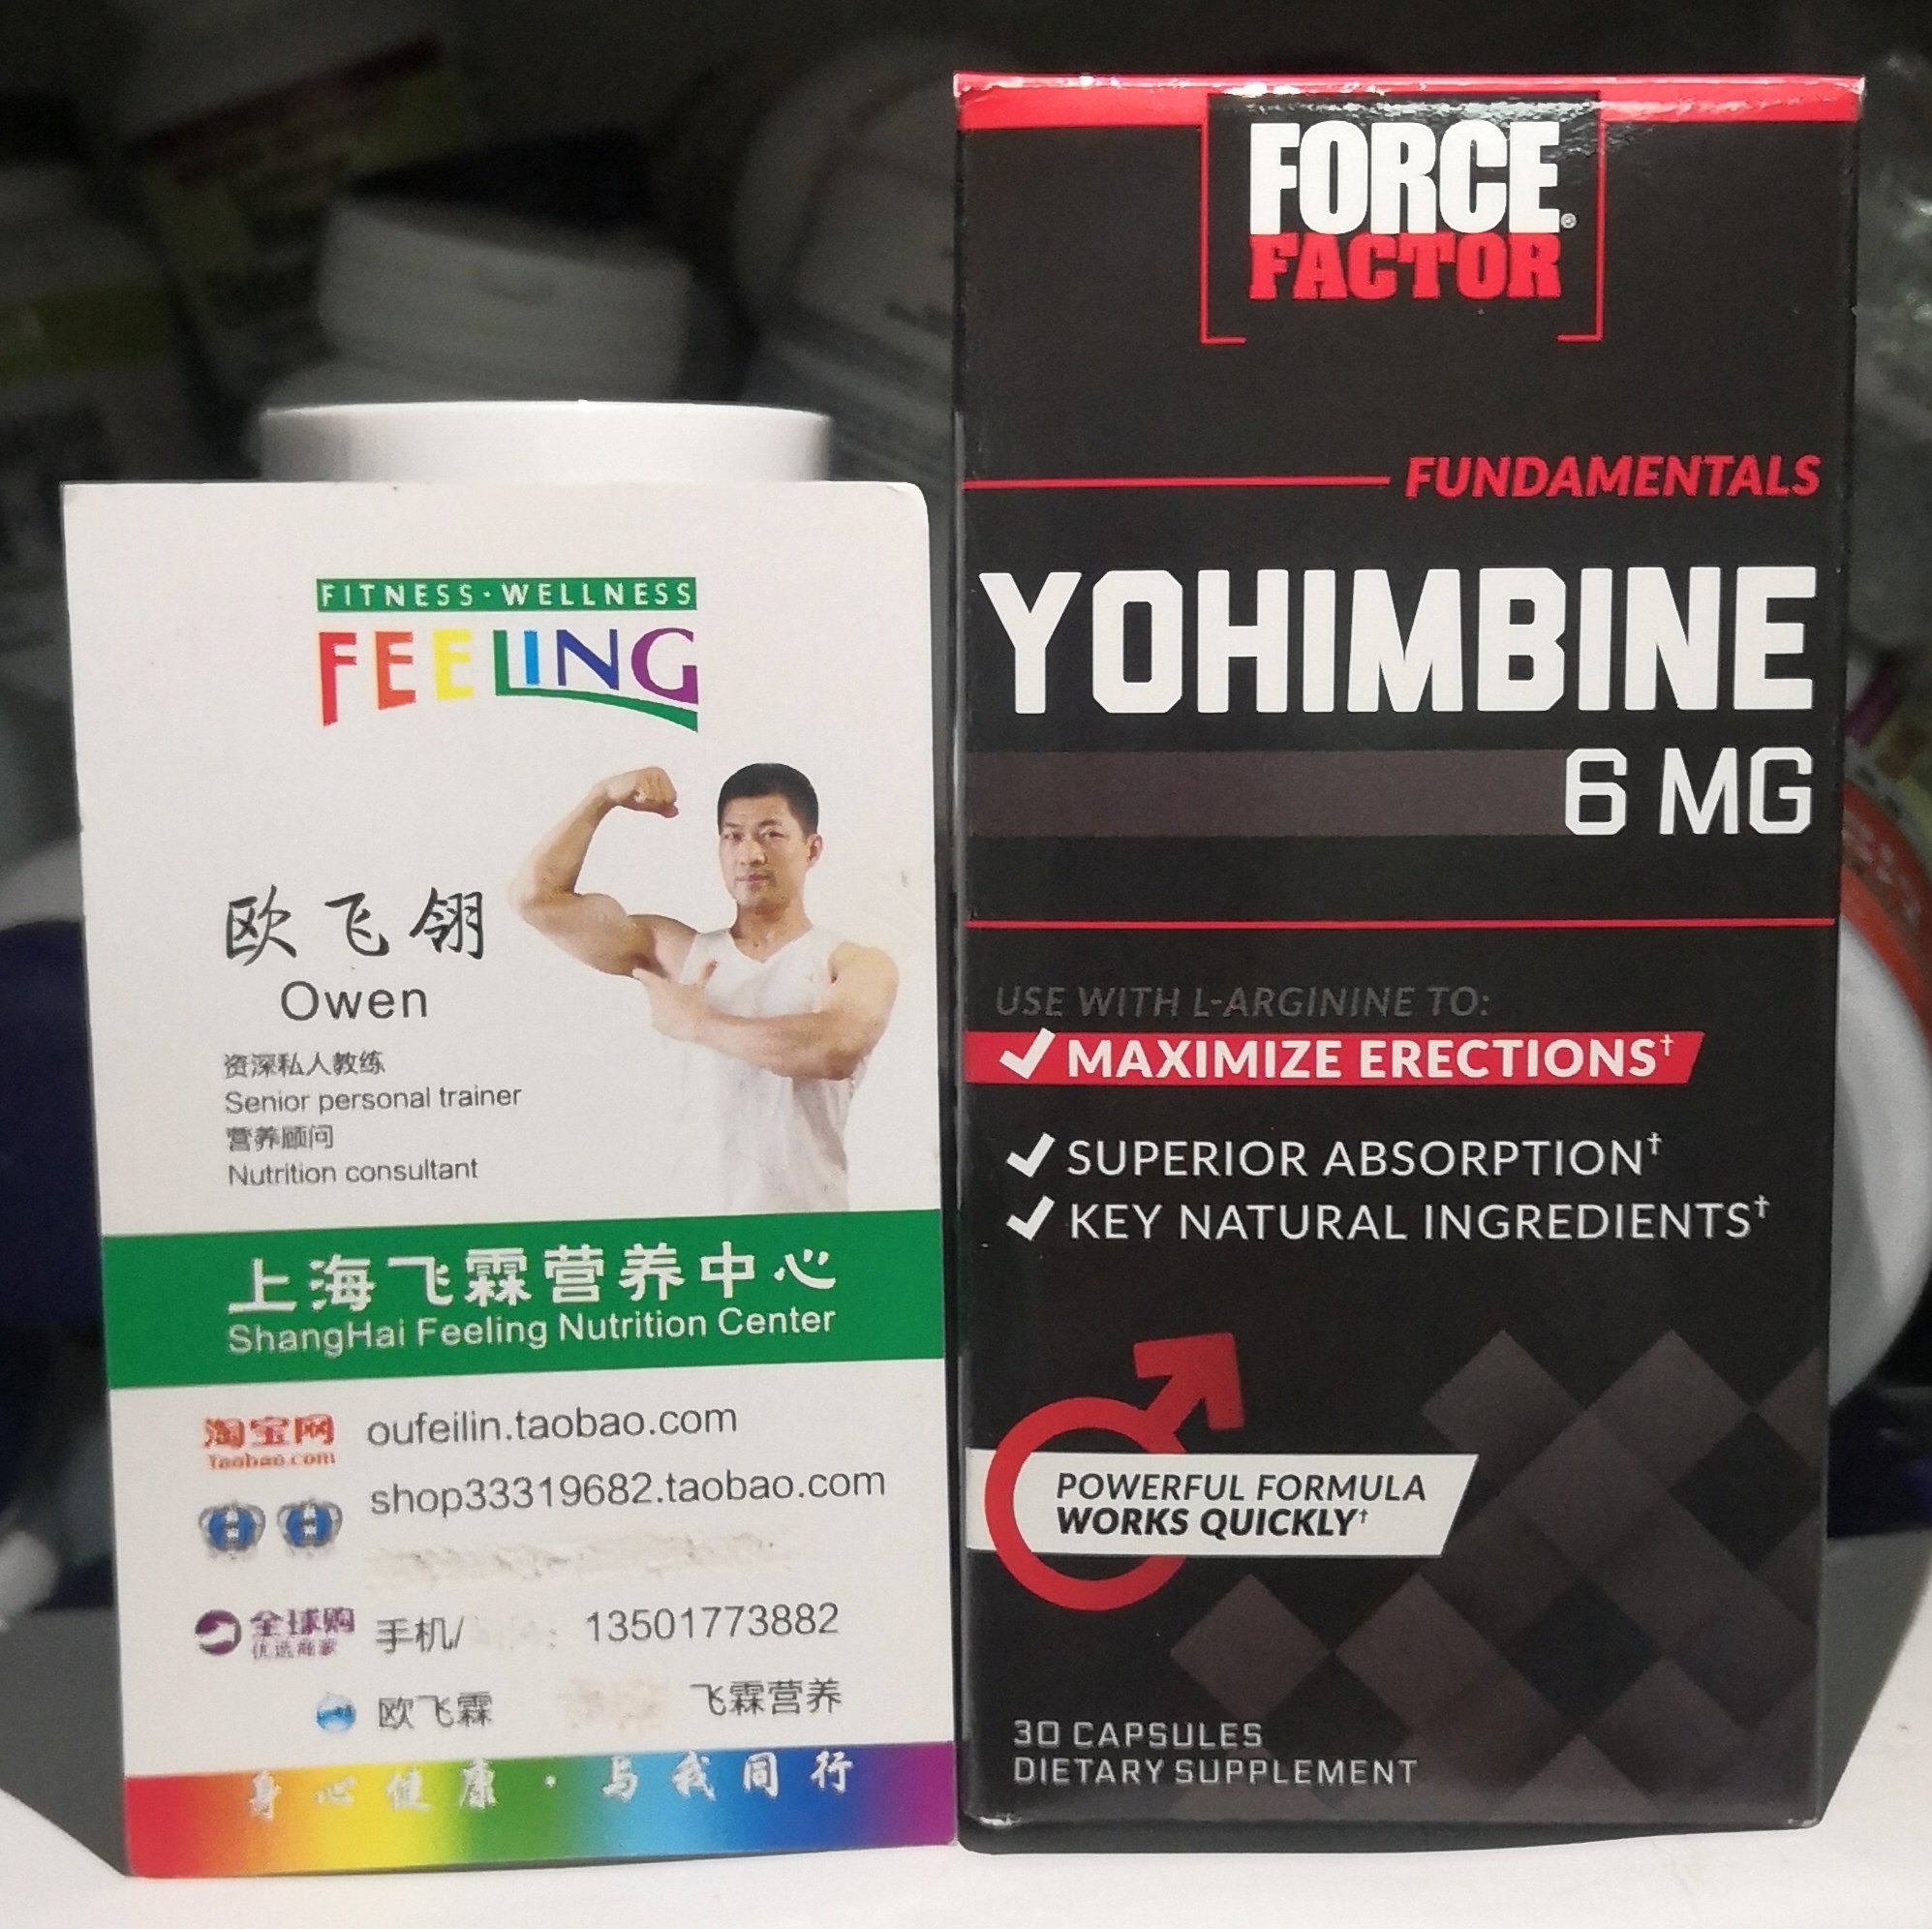 FITNESS·WELLNESS
FEELING
欧飞翎
Owen
资深私人教练
Senior personal trainer
营养顾问
Nutrition consultant
上海飞霖营养中心
ShangHai Feeling Nutrition Center
淘宝网
Taobao.com
oufeilin.taobao.com
shop33319682.taobao.com
全球购
优选商家
手机/ : 13501773882
欧飞霖 飞霖营养
身心健康·与我同行
FORCE®
FACTOR
FUNDAMENTALS
YOHIMBINE
6 MG
USE WITH L-ARGININE TO:
MAXIMIZE ERECTIONS†
SUPERIOR ABSORPTION†
KEY NATURAL INGREDIENTS†
POWERFUL FORMULA
WORKS QUICKLY†
30 CAPSULES
DIETARY SUPPLEMENT